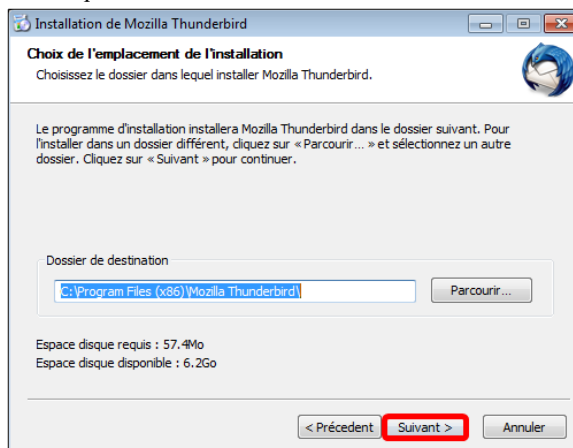 Installation de Mozilla Thunderbird
Choix de l'emplacement de l'installation
Choisissez le dossier dans lequel installer Mozilla Thunderbird.
Le programme d'installation installera Mozilla Thunderbird dans le dossier suivant. Pour
l'installer dans un dossier différent, cliquez sur « Parcourir... » et sélectionnez un autre
dossier. Cliquez sur « Suivant » pour continuer.
Dossier de destination
C:\Program Files (x86)\Mozilla Thunderbird\
Parcourir...
Espace disque requis : 57.4Mo
Espace disque disponible : 6.2Go
< Précedent
Suivant >
Annuler